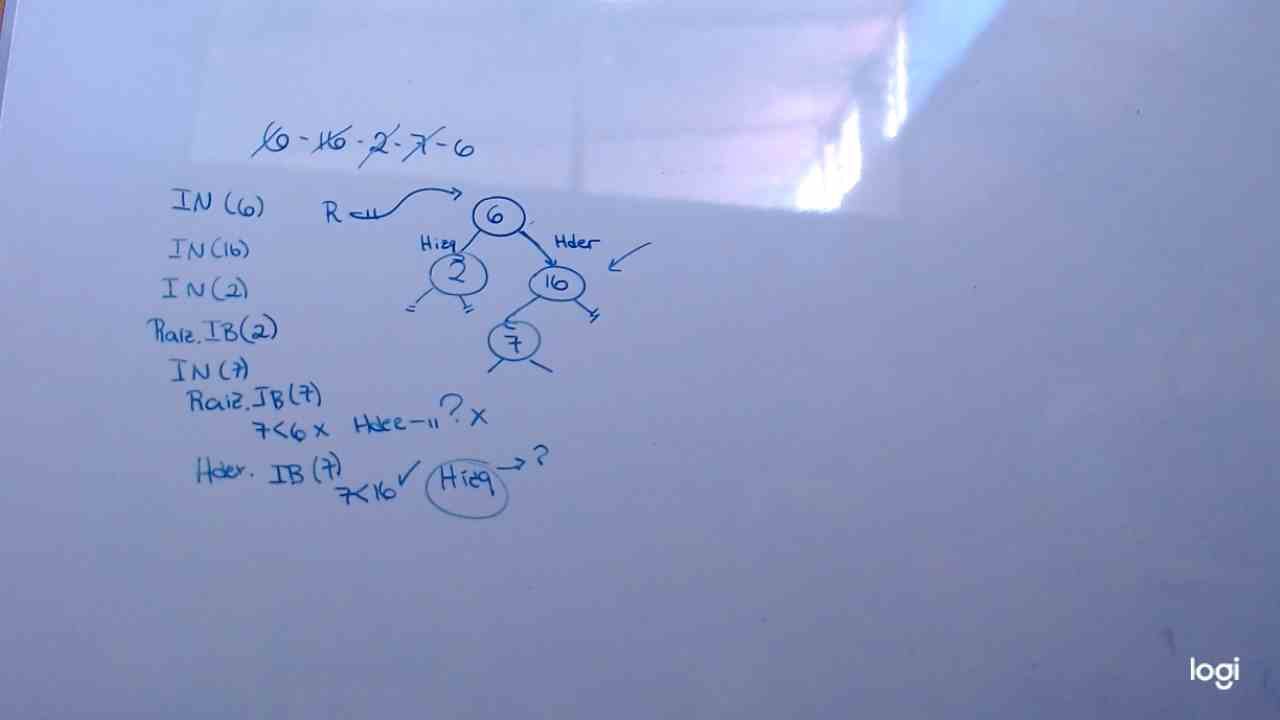 6 - 16 - 2 - 7 - 6
IN (6)
R
6
Hizq
Hder
IN (16)
2
16
IN (2)
Raiz. IB (2)
7
IN (7)
Raiz. IB (7)
7<6 x Hder = ? x
Hder. IB (7)
7<16 ✓ Hizq → ?
logi